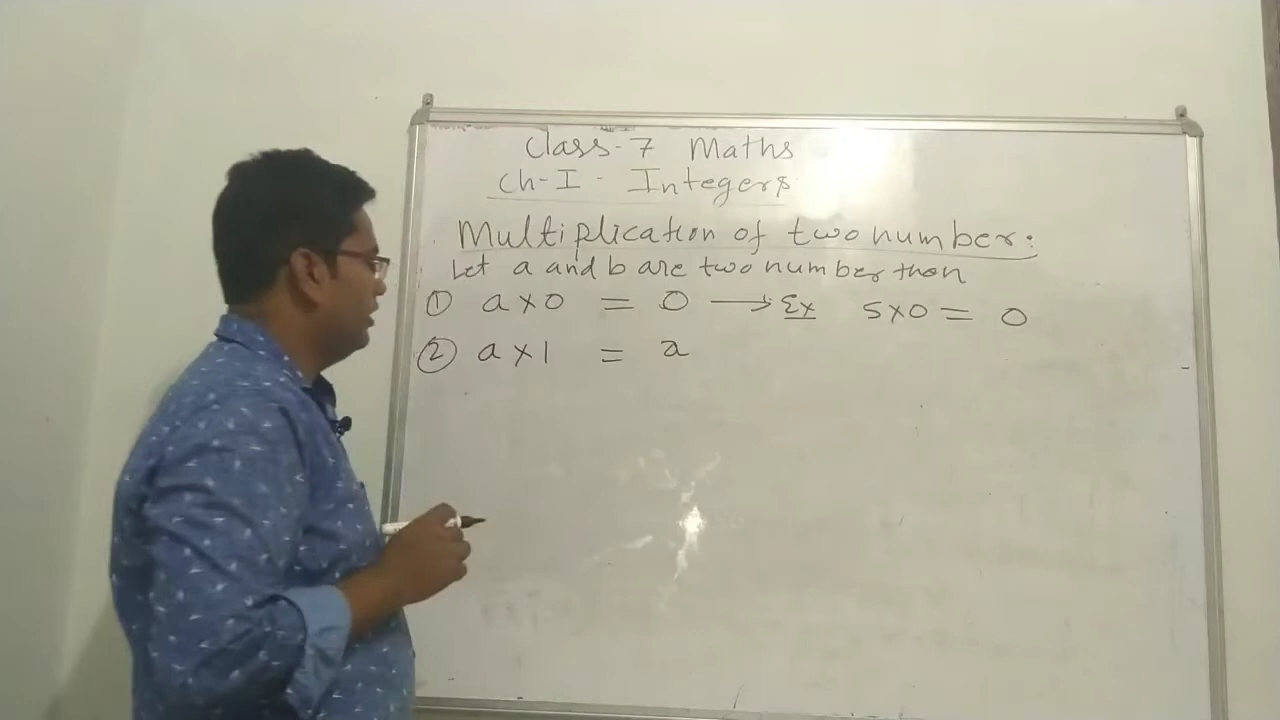 Class-7 Maths
Ch-I - Integers
Multiplication of two number:
Let a and b are two number then
① a×0 = 0 → Ex 5×0 = 0
② a×1 = a